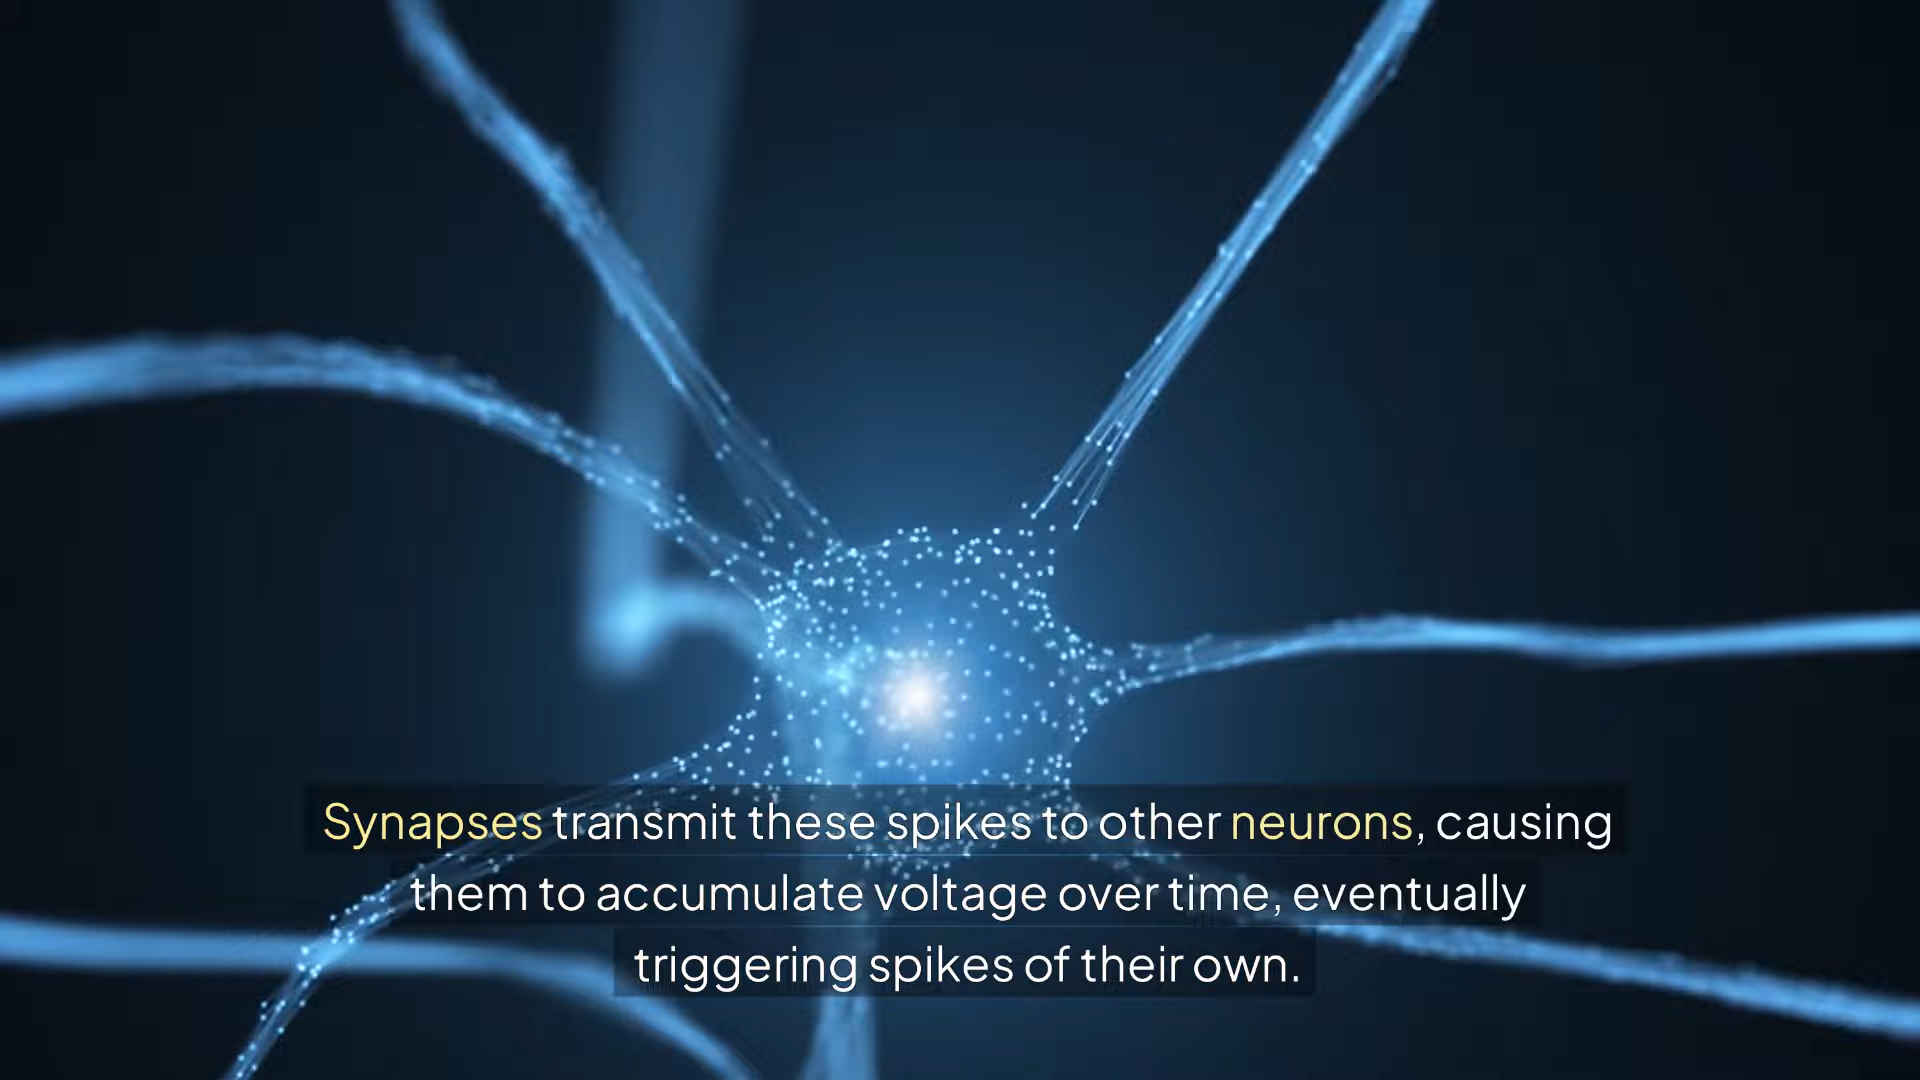 Synapses transmit these spikes to other neurons, causing
them to accumulate voltage over time, eventually
triggering spikes of their own.